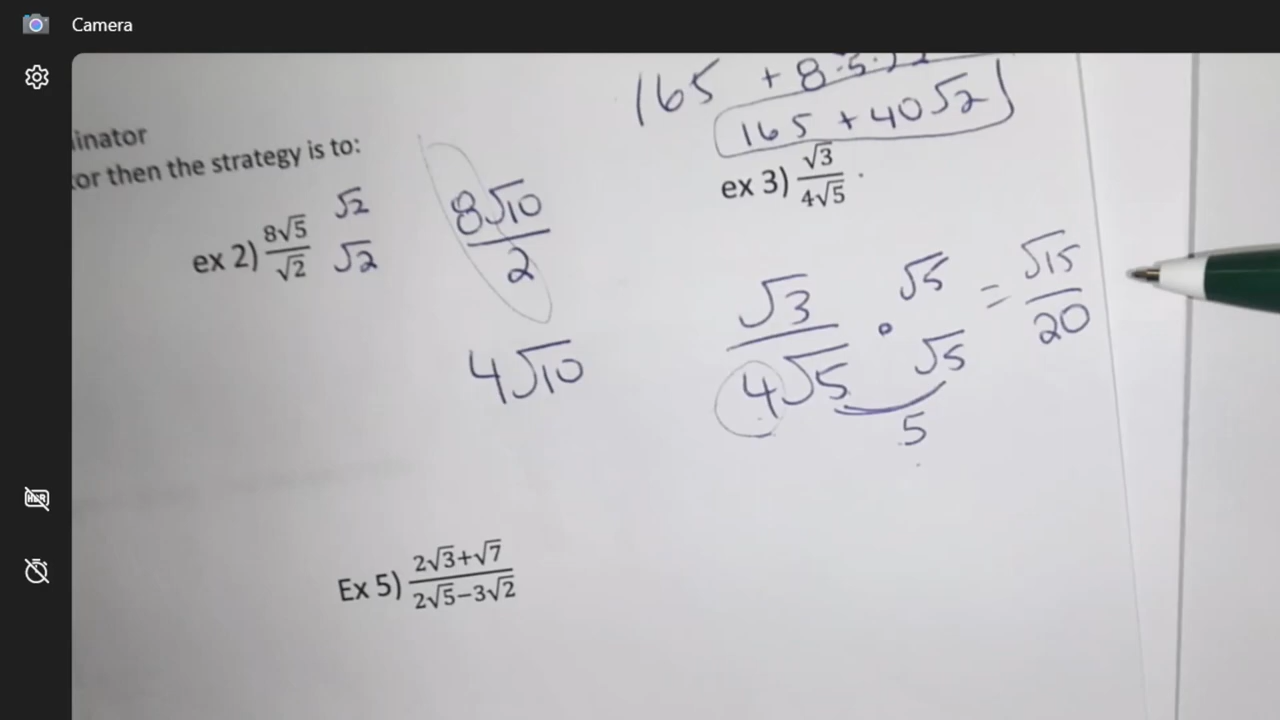 Camera
165 + 8·5·√2
165 + 40√2
inator
or then the strategy is to:
ex 2) 8√5/√2 √2/√2
8√10/2
4√10
ex 3) √3/4√5 ·
√3/4√5 · √5/√5 = √15/20
5
HDR
Ex 5) 2√3+√7/2√5−3√2